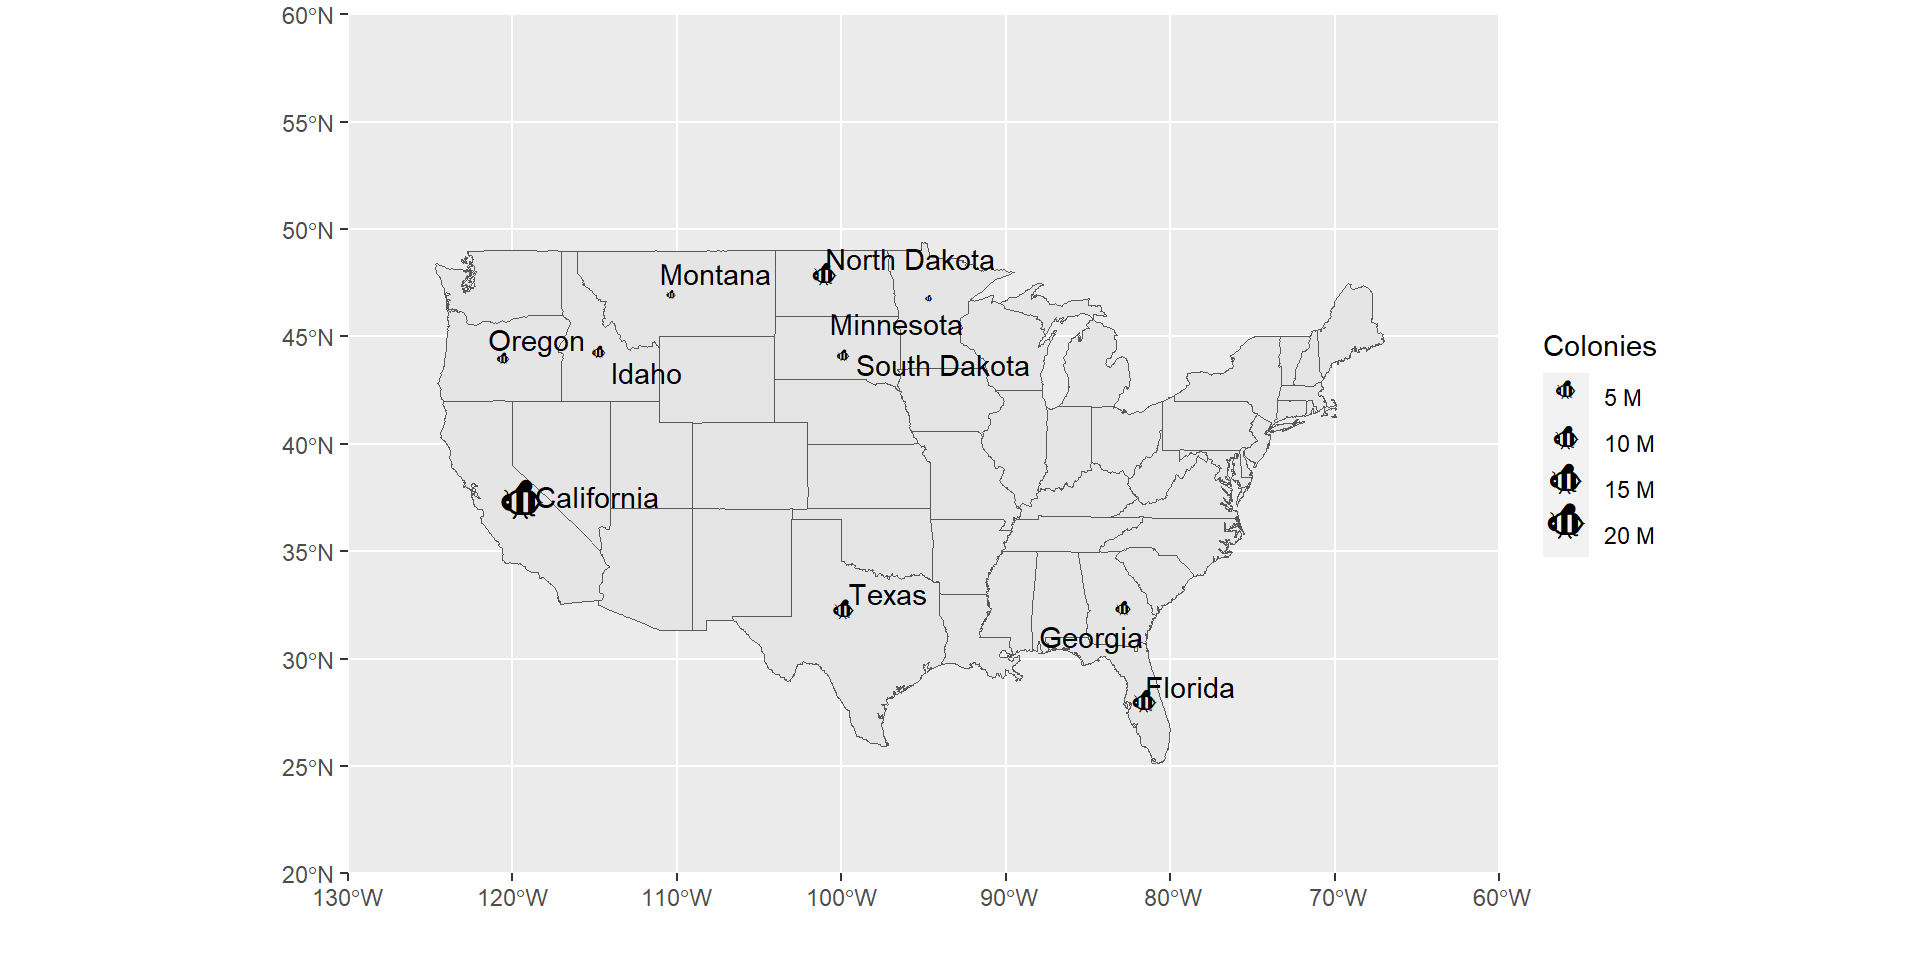 60°N
55°N
50°N
45°N
40°N
35°N
30°N
25°N
20°N
130°W 120°W 110°W 100°W 90°W 80°W 70°W 60°W
North Dakota
Montana
Minnesota
Oregon
South Dakota
Idaho
California
Texas
Georgia
Florida
Colonies
5 M
10 M
15 M
20 M